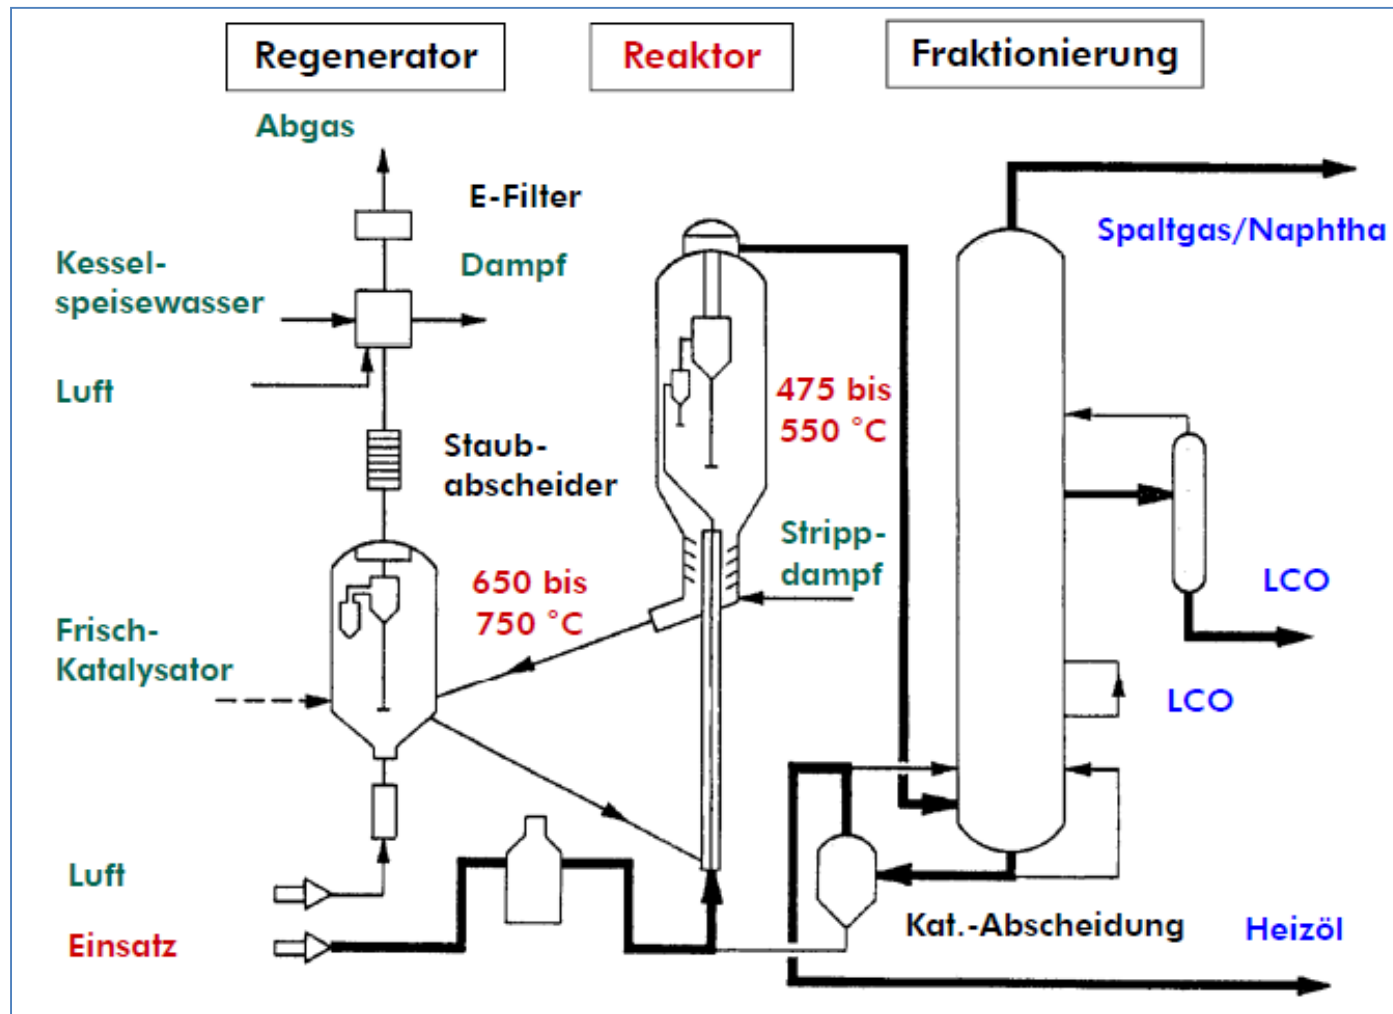 Regenerator
Reaktor
Fraktionierung
Abgas
E-Filter
Spaltgas/Naphtha
Kessel-
speisewasser
Dampf
Luft
475 bis
550 °C
Staub-
abscheider
Stripp-
dampf
650 bis
750 °C
LCO
Frisch-
Katalysator
LCO
Luft
Kat.-Abscheidung
Heizöl
Einsatz